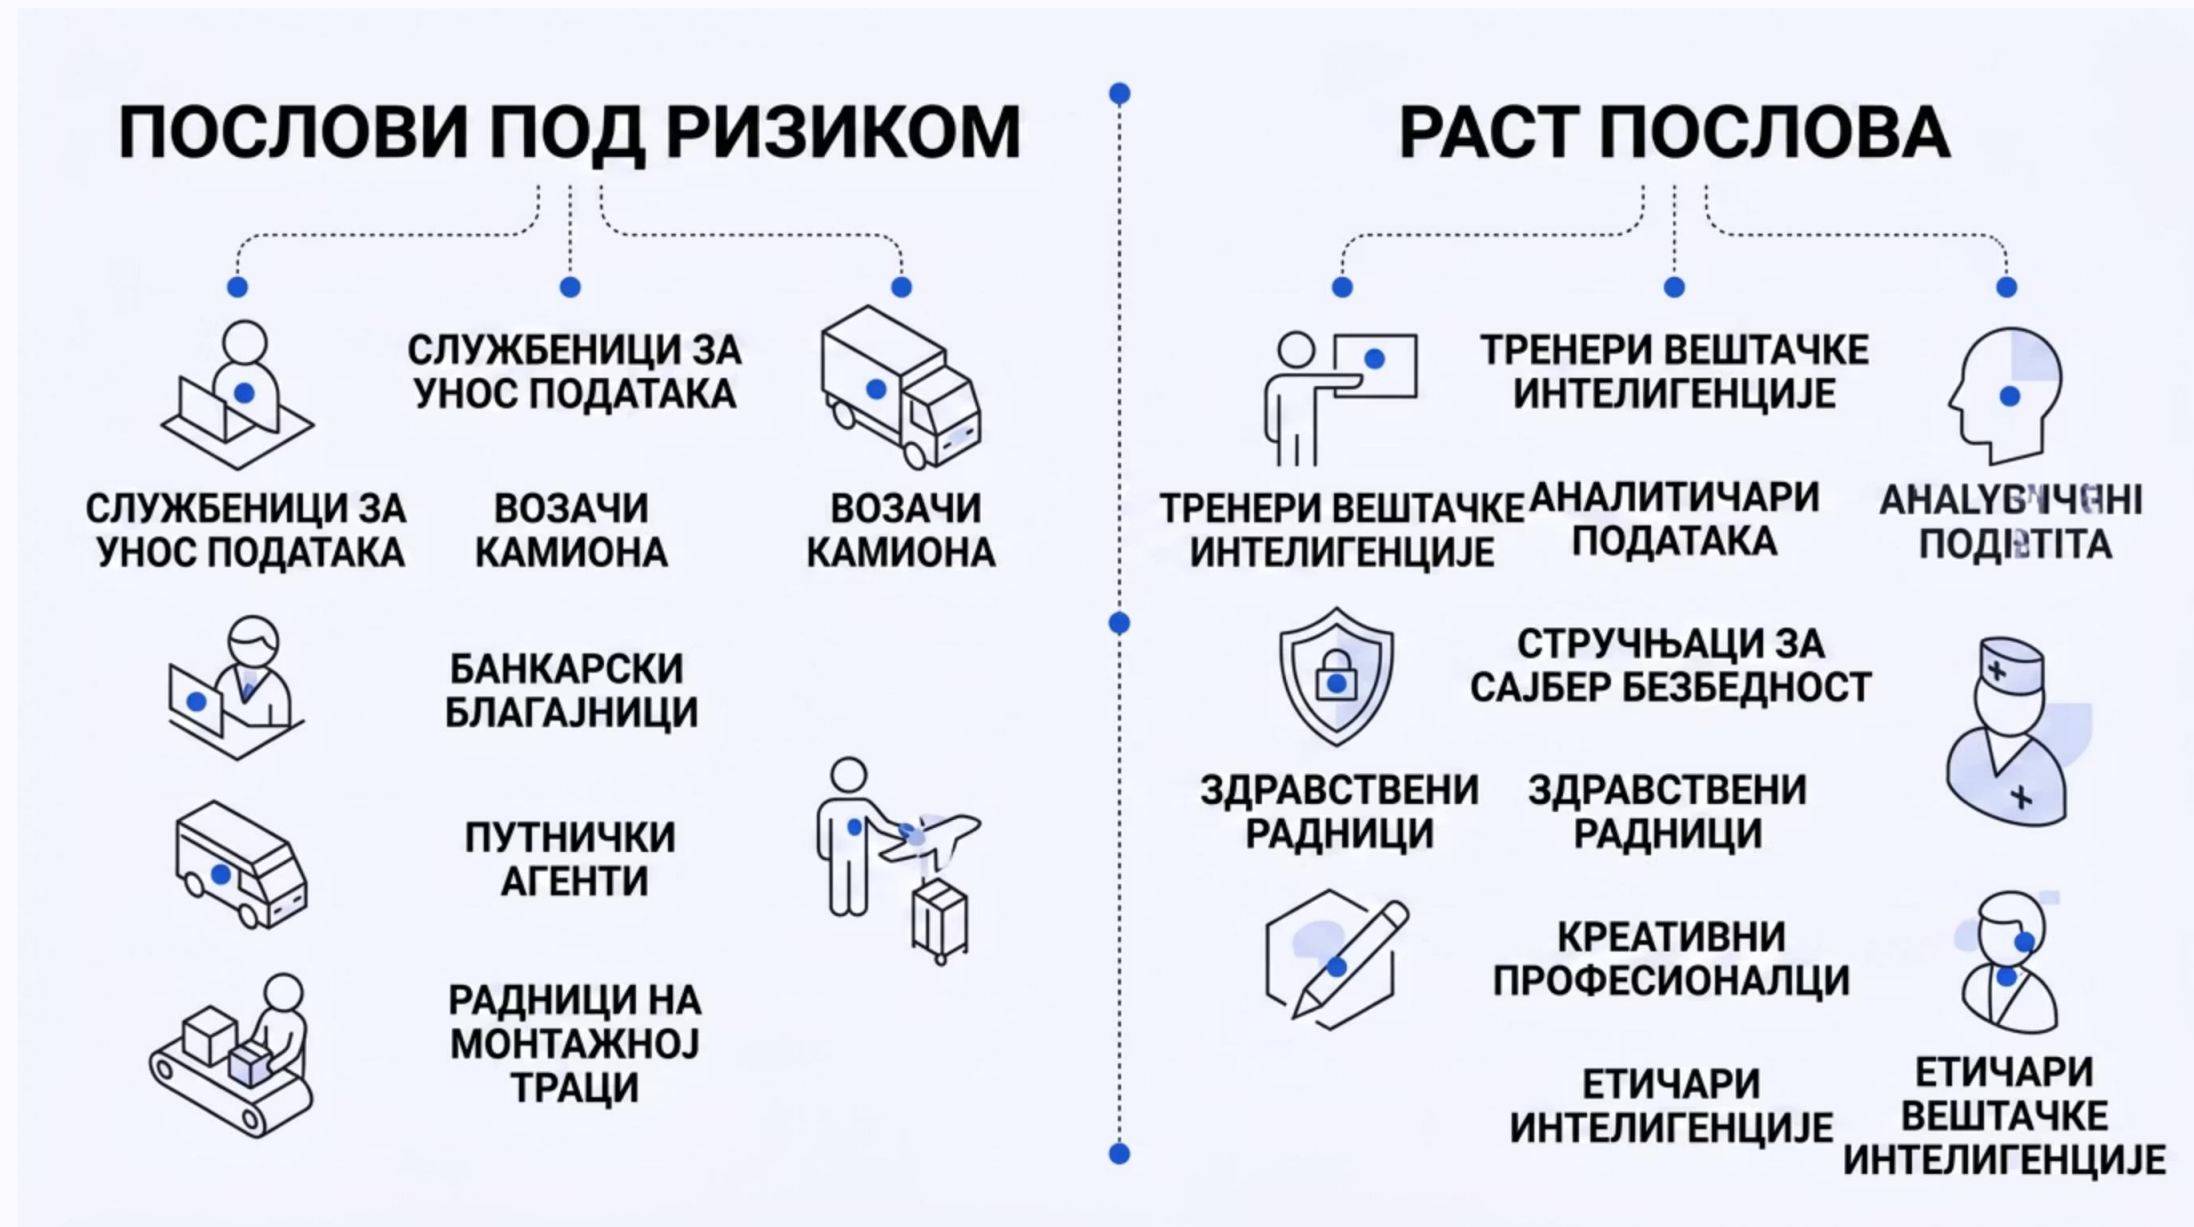 ПОСЛОВИ ПОД РИЗИКОМ
СЛУЖБЕНИЦИ ЗА
УНОС ПОДАТАКА
СЛУЖБЕНИЦИ ЗА
УНОС ПОДАТАКА
ВОЗАЧИ
КАМИОНА
ВОЗАЧИ
КАМИОНА
БАНКАРСКИ
БЛАГАЈНИЦИ
ПУТНИЧКИ
АГЕНТИ
РАДНИЦИ НА
МОНТАЖНОЈ
ТРАЦИ
РАСТ ПОСЛОВА
ТРЕНЕРИ ВЕШТАЧКЕ
ИНТЕЛИГЕНЦИЈЕ
ТРЕНЕРИ ВЕШТАЧКЕ
ИНТЕЛИГЕНЦИЈЕ
АНАЛИТИЧАРИ
ПОДАТАКА
СТРУЧЊАЦИ ЗА
САЈБЕР БЕЗБЕДНОСТ
ЗДРАВСТВЕНИ
РАДНИЦИ
ЗДРАВСТВЕНИ
РАДНИЦИ
КРЕАТИВНИ
ПРОФЕСИОНАЛЦИ
ЕТИЧАРИ
ИНТЕЛИГЕНЦИЈЕ
ЕТИЧАРИ
ВЕШТАЧКЕ
ИНТЕЛИГЕНЦИЈЕ